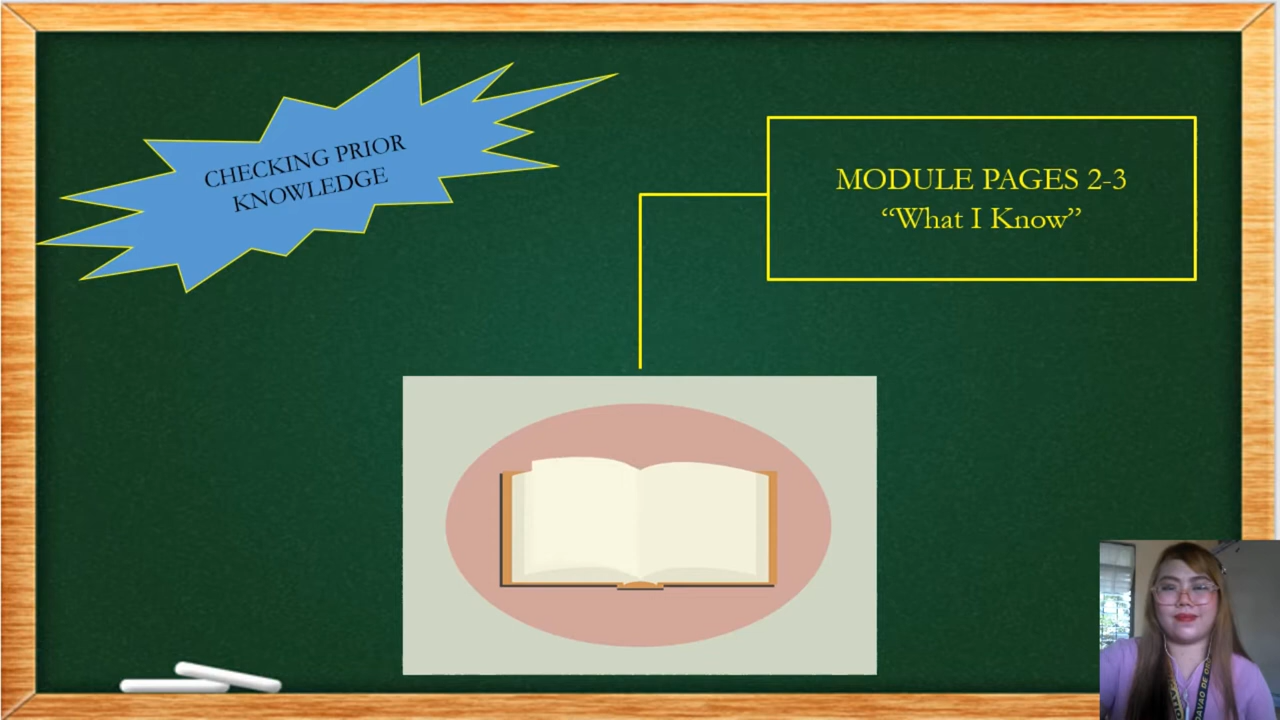 CHECKING PRIOR
KNOWLEDGE
MODULE PAGES 2-3
“What I Know”